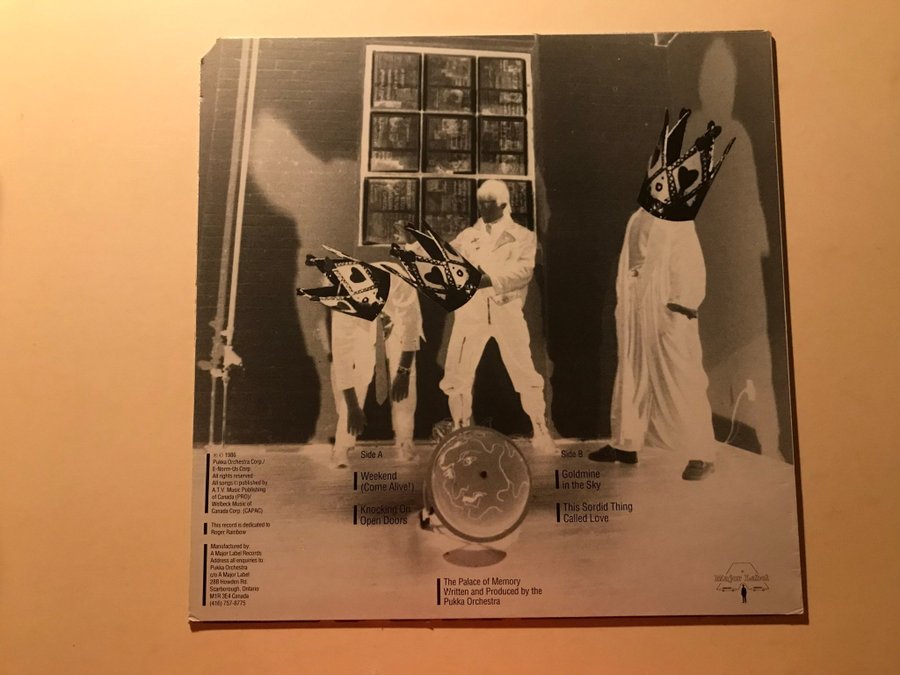 ℗ © 1986
Pukka Orchestra Corp./
E-Norm-Us Corp.
All rights reserved-
All songs © published by
A.T.V. Music Publishing
of Canada (PRO)/
Welbeck Music of
Canada Corp. (CAPAC)
This record is dedicated to
Roger Rainbow
Manufactured by:
A Major Label Records
Address all enquiries to
Pukka Orchestra
c/o A Major Label
28B Howden Rd.
Scarborough, Ontario
M1R 3E4 Canada
(416) 757-8775
Side A
Weekend
(Come Alive!)
Knocking On
Open Doors
Side B
Goldmine
in the Sky
This Sordid Thing
Called Love
The Palace of Memory
Written and Produced by the
Pukka Orchestra
Major Label